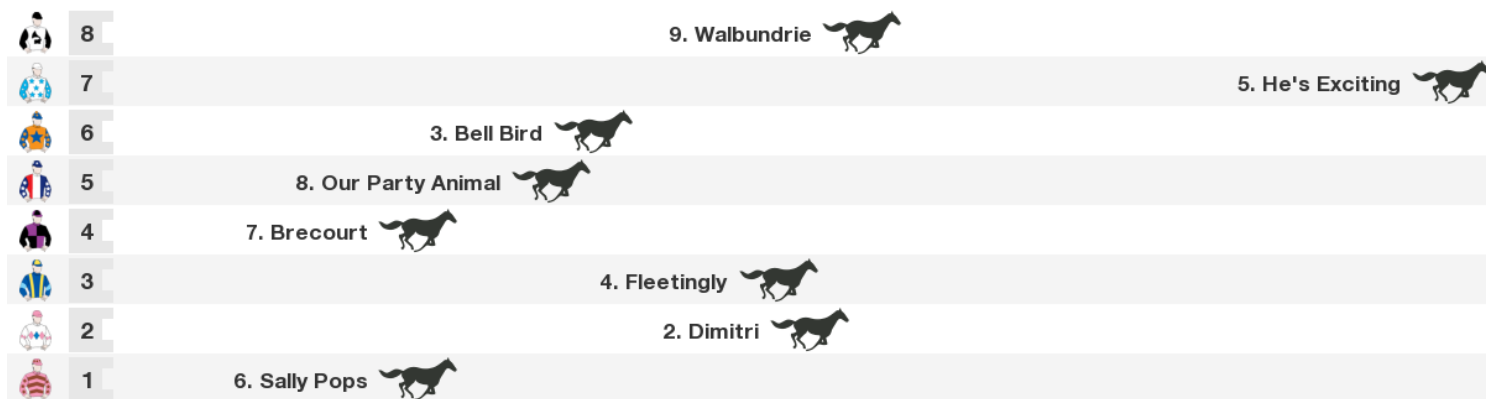 8 9. Walbundrie
7 5. He's Exciting
6 3. Bell Bird
5 8. Our Party Animal
4 7. Brecourt
3 4. Fleetingly
2 2. Dimitri
1 6. Sally Pops